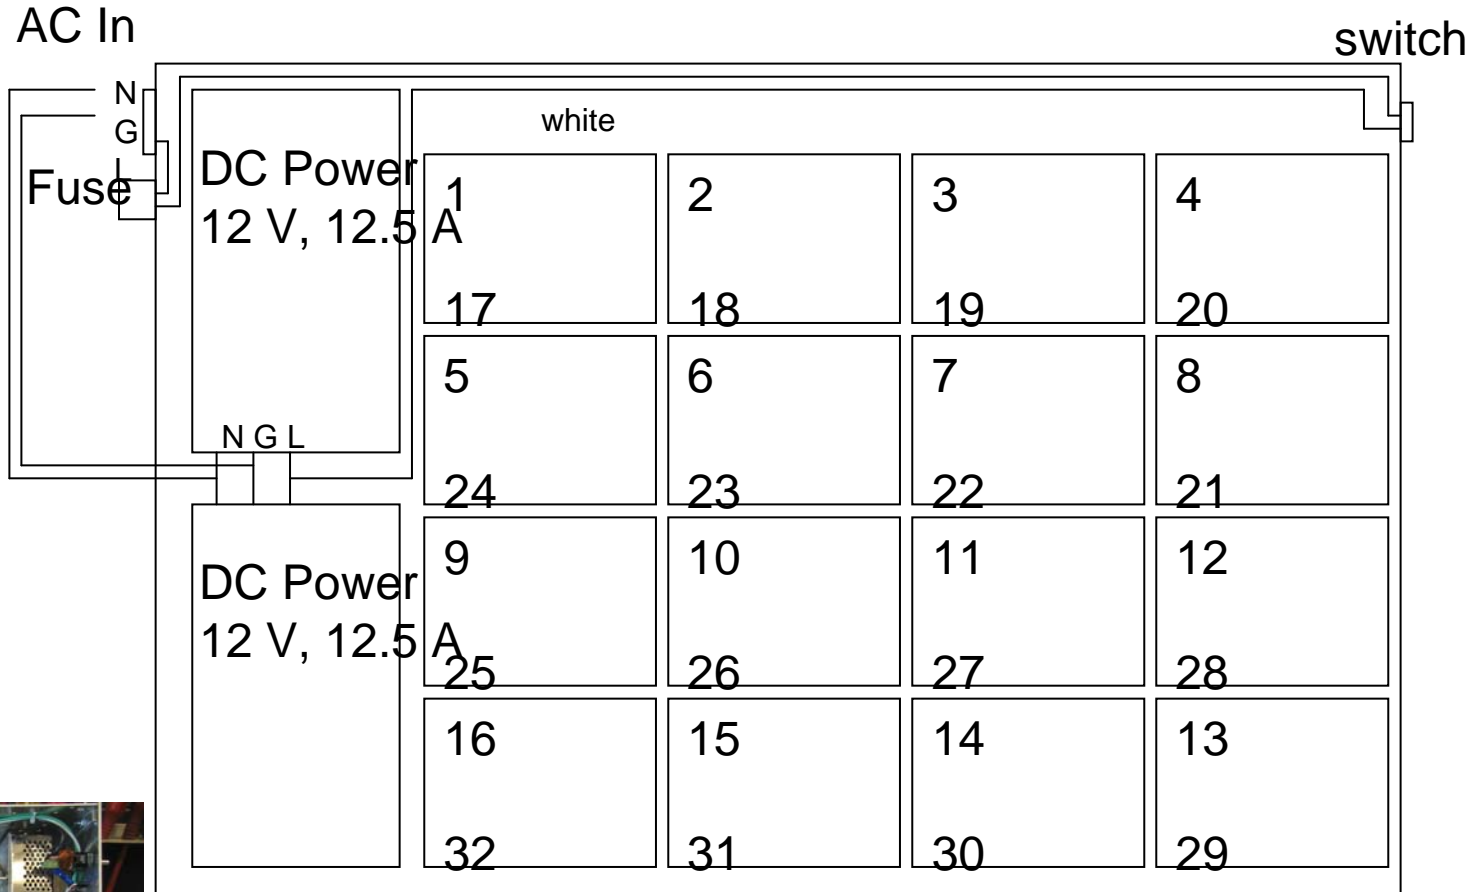 AC In
switch
N
G
L
Fuse
white
DC Power
12 V, 12.5 A
1 2 3 4
17 18 19 20
5 6 7 8
N G L
24 23 22 21
DC Power
12 V, 12.5 A
9 10 11 12
25 26 27 28
16 15 14 13
32 31 30 29